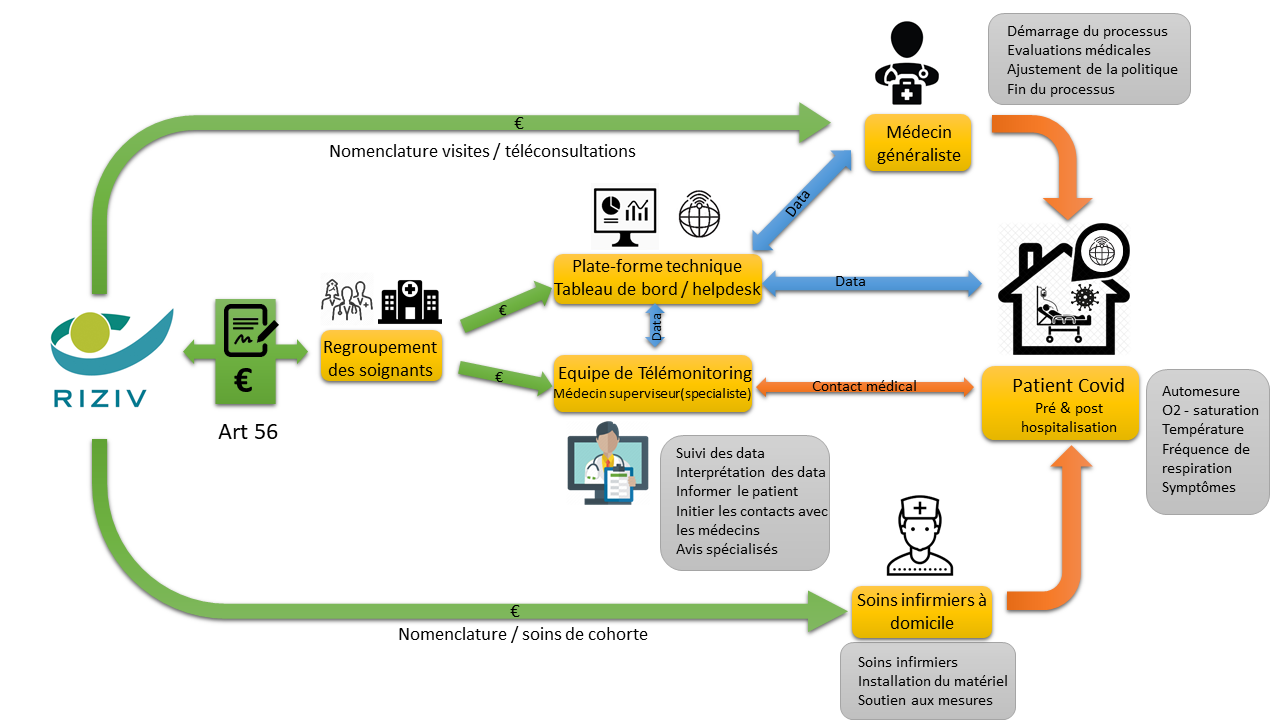 Démarrage du processus
Evaluations médicales
Ajustement de la politique
Fin du processus
€
Nomenclature visites / téléconsultations
Médecin
généraliste
Data
Plate-forme technique
Tableau de bord / helpdesk
Data
€
Data
RIZIV
€
Art 56
Regroupement
des soignants
€
Equipe de Télémonitoring
Médecin superviseur(specialiste)
Contact médical
Patient Covid
Pré & post
hospitalisation
Automesure
O2 - saturation
Température
Fréquence de
respiration
Symptômes
Suivi des data
Interprétation des data
Informer le patient
Initier les contacts avec
les médecins
Avis spécialisés
€
Nomenclature / soins de cohorte
Soins infirmiers à
domicile
Soins infirmiers
Installation du matériel
Soutien aux mesures